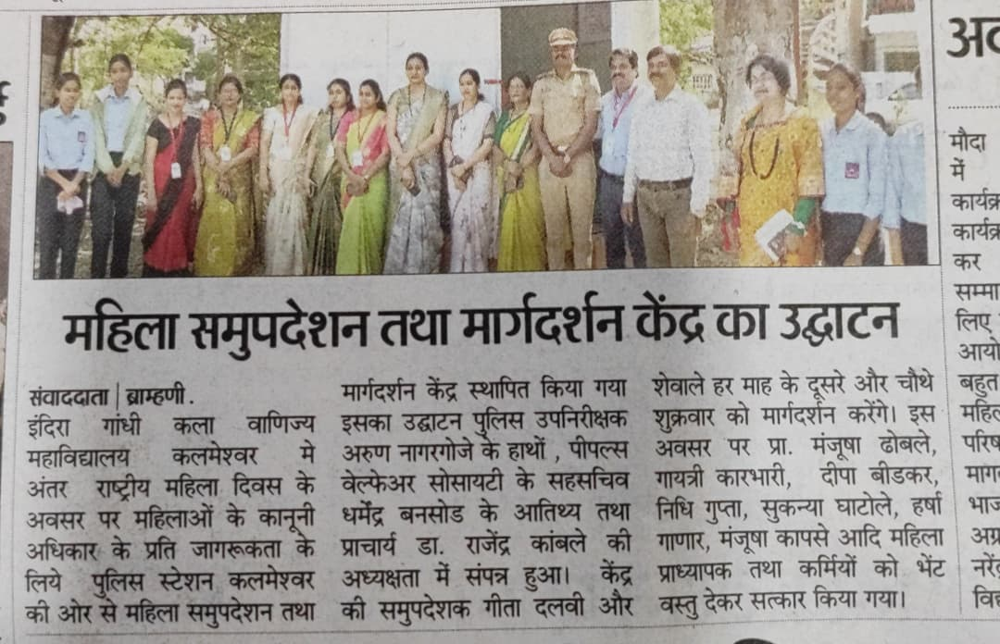 महिला समुपदेशन तथा मार्गदर्शन केंद्र का उद्घाटन
संवाददाता | ब्राम्हणी.
इंदिरा गांधी कला वाणिज्य
महाविद्यालय कलमेश्वर मे
अंतर राष्ट्रीय महिला दिवस के
अवसर पर महिलाओं के कानूनी
अधिकार के प्रति जागरूकता के
लिये पुलिस स्टेशन कलमेश्वर
की ओर से महिला समुपदेशन तथा
मार्गदर्शन केंद्र स्थापित किया गया
इसका उद्घाटन पुलिस उपनिरीक्षक
अरुण नागरगोजे के हाथों , पीपल्स
वेल्फेअर सोसायटी के सहसचिव
धर्मेंद्र बनसोड के आतिथ्य तथा
प्राचार्य डा. राजेंद्र कांबले की
अध्यक्षता में संपन्न हुआ। केंद्र
की समुपदेशक गीता दलवी और
शेवाले हर माह के दूसरे और चौथे
शुक्रवार को मार्गदर्शन करेंगे। इस
अवसर पर प्रा. मंजूषा ढोबले,
गायत्री कारभारी, दीपा बीडकर,
निधि गुप्ता, सुकन्या घाटोले, हर्षा
गाणार, मंजूषा कापसे आदि महिला
प्राध्यापक तथा कर्मियों को भेंट
वस्तु देकर सत्कार किया गया।
मौदा
में
कार्यक्र
कार्यक्र
कर
सम्मा
लिए
आयो
बहुत
महिल
परिष
माग
भाज
अग्र
नरें
विध